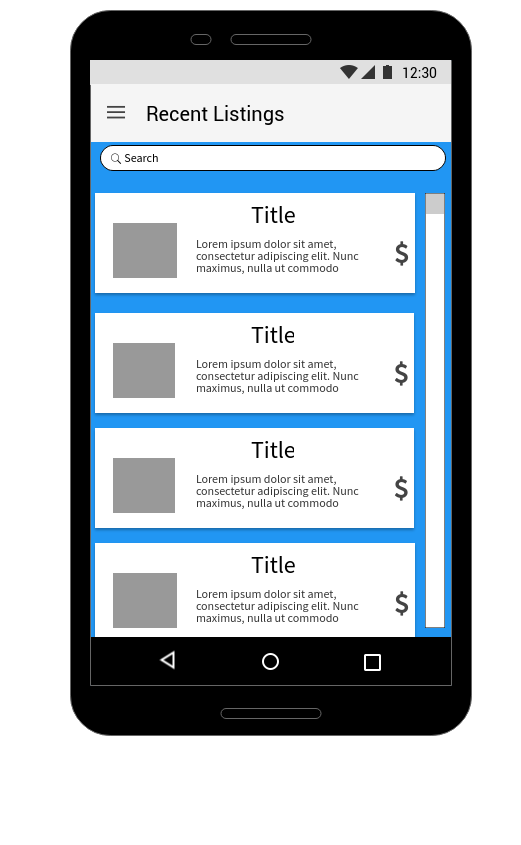 12:30
Recent Listings
Search
Title
Lorem ipsum dolor sit amet,
consectetur adipiscing elit. Nunc
maximus, nulla ut commodo
$
Title
Lorem ipsum dolor sit amet,
consectetur adipiscing elit. Nunc
maximus, nulla ut commodo
$
Title
Lorem ipsum dolor sit amet,
consectetur adipiscing elit. Nunc
maximus, nulla ut commodo
$
Title
Lorem ipsum dolor sit amet,
consectetur adipiscing elit. Nunc
maximus, nulla ut commodo
$